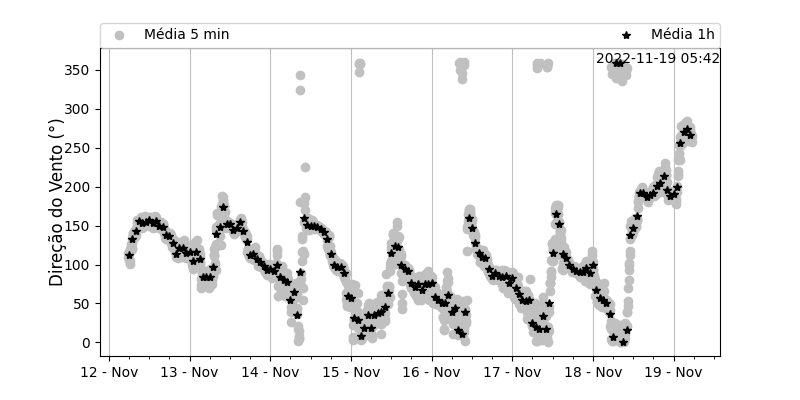 Média 5 min
Média 1h
2022-11-19 05:42
Direção do Vento (°)
350
300
250
200
150
100
50
0
12 - Nov
13 - Nov
14 - Nov
15 - Nov
16 - Nov
17 - Nov
18 - Nov
19 - Nov